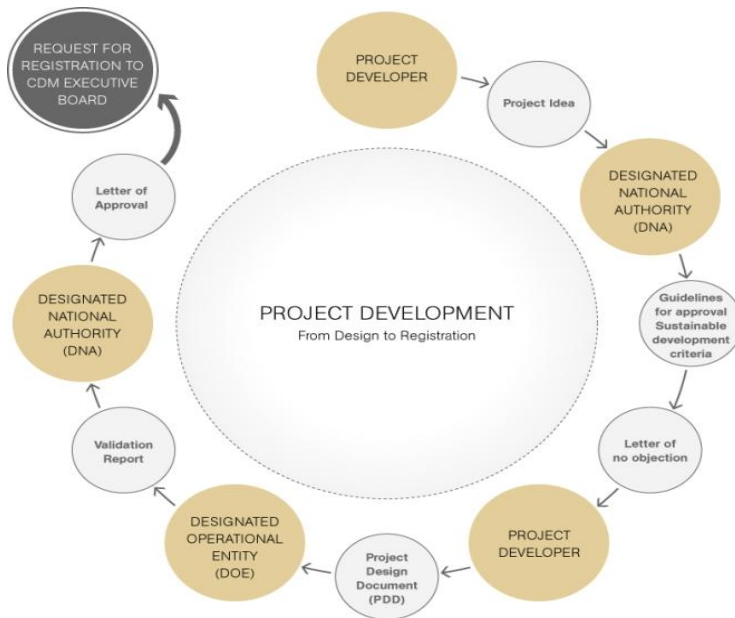 REQUEST FOR
REGISTRATION TO
CDM EXECUTIVE
BOARD
PROJECT
DEVELOPER
Project Idea
DESIGNATED
NATIONAL
AUTHORITY
(DNA)
Guidelines
for approval
Sustainable
development
criteria
Letter of
no objection
PROJECT
DEVELOPER
Project
Design
Document
(PDD)
DESIGNATED
OPERATIONAL
ENTITY
(DOE)
Validation
Report
DESIGNATED
NATIONAL
AUTHORITY
(DNA)
Letter of
Approval
PROJECT DEVELOPMENT
From Design to Registration